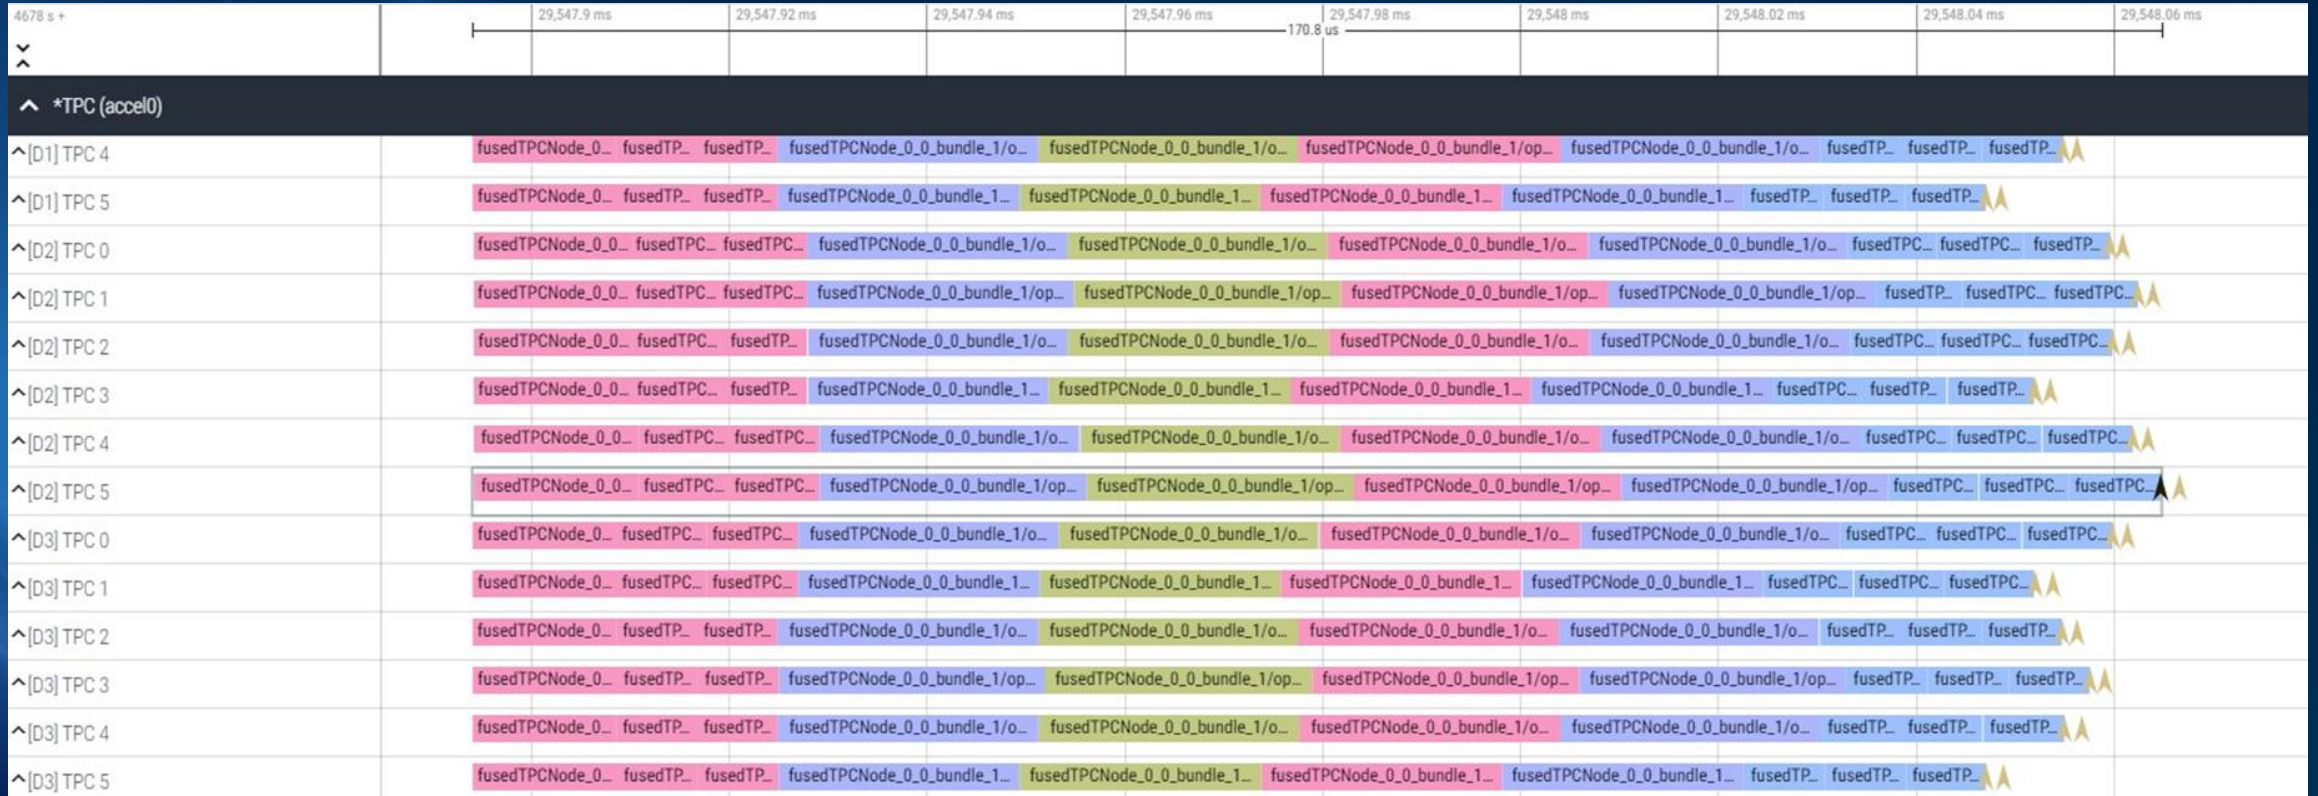 4678 s +
29,547.9 ms 29,547.92 ms 29,547.94 ms 29,547.96 ms 29,547.98 ms 29,548 ms 29,548.02 ms 29,548.04 ms 29,548.06 ms
170.8 us
*TPC (accel0)
[D1] TPC 4 fusedTPCNode_0... fusedTP... fusedTP... fusedTPCNode_0_0_bundle_1/o... fusedTPCNode_0_0_bundle_1/o... fusedTPCNode_0_0_bundle_1/op... fusedTPCNode_0_0_bundle_1/o... fusedTP... fusedTP... fusedTP...
[D1] TPC 5 fusedTPCNode_0... fusedTP... fusedTP... fusedTPCNode_0_0_bundle_1... fusedTPCNode_0_0_bundle_1... fusedTPCNode_0_0_bundle_1... fusedTPCNode_0_0_bundle_1... fusedTP... fusedTP... fusedTP...
[D2] TPC 0 fusedTPCNode_0_0... fusedTPC... fusedTPC... fusedTPCNode_0_0_bundle_1/o... fusedTPCNode_0_0_bundle_1/o... fusedTPCNode_0_0_bundle_1/o... fusedTPCNode_0_0_bundle_1/o... fusedTPC... fusedTPC... fusedTP...
[D2] TPC 1 fusedTPCNode_0_0... fusedTPC... fusedTPC... fusedTPCNode_0_0_bundle_1/op... fusedTPCNode_0_0_bundle_1/op... fusedTPCNode_0_0_bundle_1/op... fusedTPCNode_0_0_bundle_1/op... fusedTP... fusedTPC... fusedTPC...
[D2] TPC 2 fusedTPCNode_0_0... fusedTPC... fusedTP... fusedTPCNode_0_0_bundle_1/o... fusedTPCNode_0_0_bundle_1/o... fusedTPCNode_0_0_bundle_1/o... fusedTPCNode_0_0_bundle_1/o... fusedTPC... fusedTPC... fusedTPC...
[D2] TPC 3 fusedTPCNode_0_0... fusedTPC... fusedTP... fusedTPCNode_0_0_bundle_1... fusedTPCNode_0_0_bundle_1... fusedTPCNode_0_0_bundle_1... fusedTPCNode_0_0_bundle_1... fusedTPC... fusedTP... fusedTP...
[D2] TPC 4 fusedTPCNode_0_0... fusedTPC... fusedTPC... fusedTPCNode_0_0_bundle_1/o... fusedTPCNode_0_0_bundle_1/o... fusedTPCNode_0_0_bundle_1/o... fusedTPCNode_0_0_bundle_1/o... fusedTPC... fusedTPC... fusedTPC...
[D2] TPC 5 fusedTPCNode_0_0... fusedTPC... fusedTPC... fusedTPCNode_0_0_bundle_1/op... fusedTPCNode_0_0_bundle_1/op... fusedTPCNode_0_0_bundle_1/op... fusedTPCNode_0_0_bundle_1/op... fusedTPC... fusedTPC... fusedTPC...
[D3] TPC 0 fusedTPCNode_0... fusedTPC... fusedTPC... fusedTPCNode_0_0_bundle_1/o... fusedTPCNode_0_0_bundle_1/o... fusedTPCNode_0_0_bundle_1/o... fusedTPCNode_0_0_bundle_1/o... fusedTPC... fusedTPC... fusedTPC...
[D3] TPC 1 fusedTPCNode_0... fusedTPC... fusedTPC... fusedTPCNode_0_0_bundle_1... fusedTPCNode_0_0_bundle_1... fusedTPCNode_0_0_bundle_1... fusedTPCNode_0_0_bundle_1... fusedTPC... fusedTPC... fusedTPC...
[D3] TPC 2 fusedTPCNode_0... fusedTP... fusedTP... fusedTPCNode_0_0_bundle_1/o... fusedTPCNode_0_0_bundle_1/o... fusedTPCNode_0_0_bundle_1/o... fusedTPCNode_0_0_bundle_1/o... fusedTP... fusedTP... fusedTP...
[D3] TPC 3 fusedTPCNode_0... fusedTP... fusedTP... fusedTPCNode_0_0_bundle_1/op... fusedTPCNode_0_0_bundle_1/op... fusedTPCNode_0_0_bundle_1/op... fusedTPCNode_0_0_bundle_1/op... fusedTP... fusedTP... fusedTP...
[D3] TPC 4 fusedTPCNode_0... fusedTP... fusedTP... fusedTPCNode_0_0_bundle_1/o... fusedTPCNode_0_0_bundle_1/o... fusedTPCNode_0_0_bundle_1/o... fusedTPCNode_0_0_bundle_1/o... fusedTP... fusedTP... fusedTP...
[D3] TPC 5 fusedTPCNode_0... fusedTP... fusedTP... fusedTPCNode_0_0_bundle_1... fusedTPCNode_0_0_bundle_1... fusedTPCNode_0_0_bundle_1... fusedTPCNode_0_0_bundle_1... fusedTP... fusedTP... fusedTP...